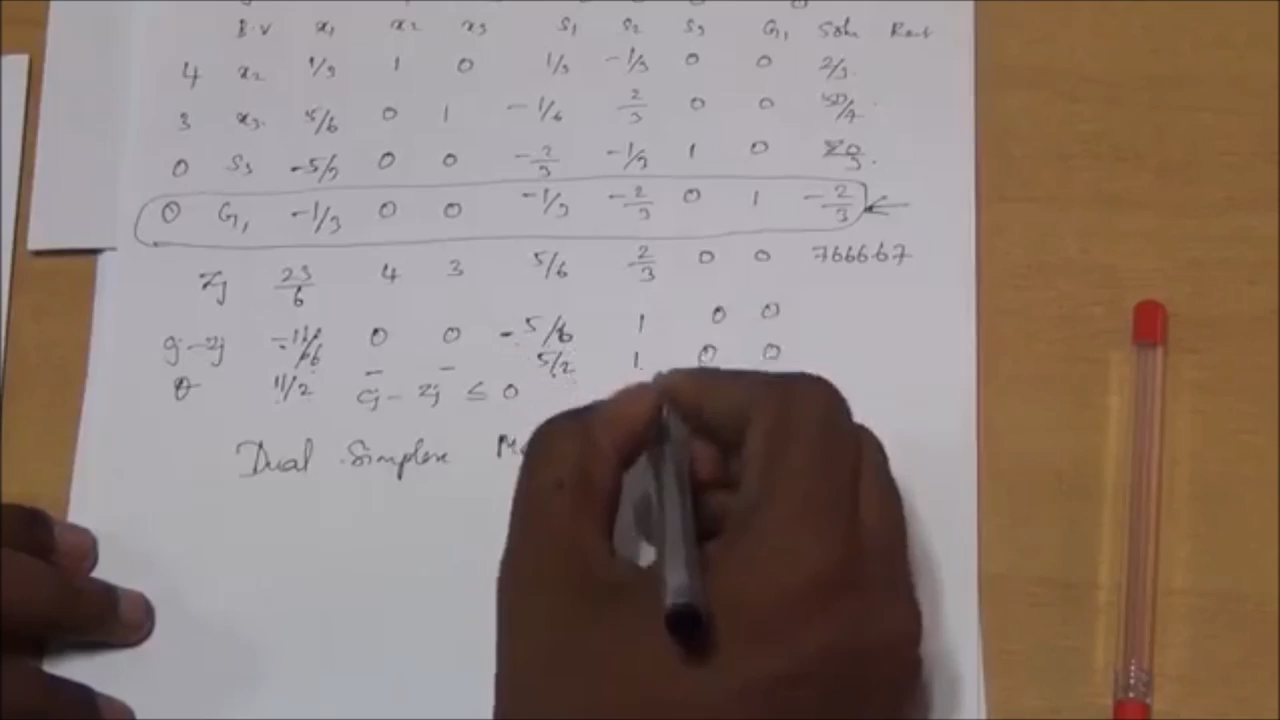 B.V x₁ x₂ x₃ S₁ S₂ S₃ G₁ Soln
4 x₂ 1/3 1 0 1/3 -1/3 0 0 2/3.
3 x₃. 5/6 0 1 -1/6 2/3 0 0
0 S₃ -5/3 0 0 -2/3 -1/3 1 0
0 G₁ -1/3 0 0 -1/3 -2/3 0 1 -2/3
Zj 23/6 4 3 5/6 2/3 0 0 7666.67
Cj-Zj 0 0 -5/6 1 0 0
θ 11/2 5/2 1 0 0
Cj - Zj ≤ 0
Dual Simplex